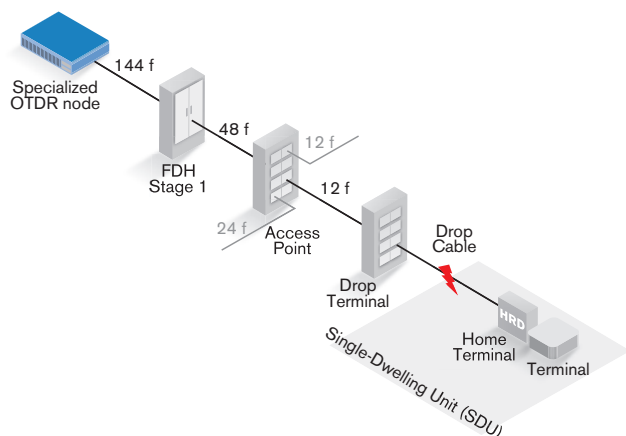 144 f
Specialized
OTDR node
48 f
FDH
Stage 1
12 f
12 f
24 f
Access
Point
Drop
Cable
Drop
Terminal
HRD
Home
Terminal
Terminal
Single-Dwelling Unit (SDU)